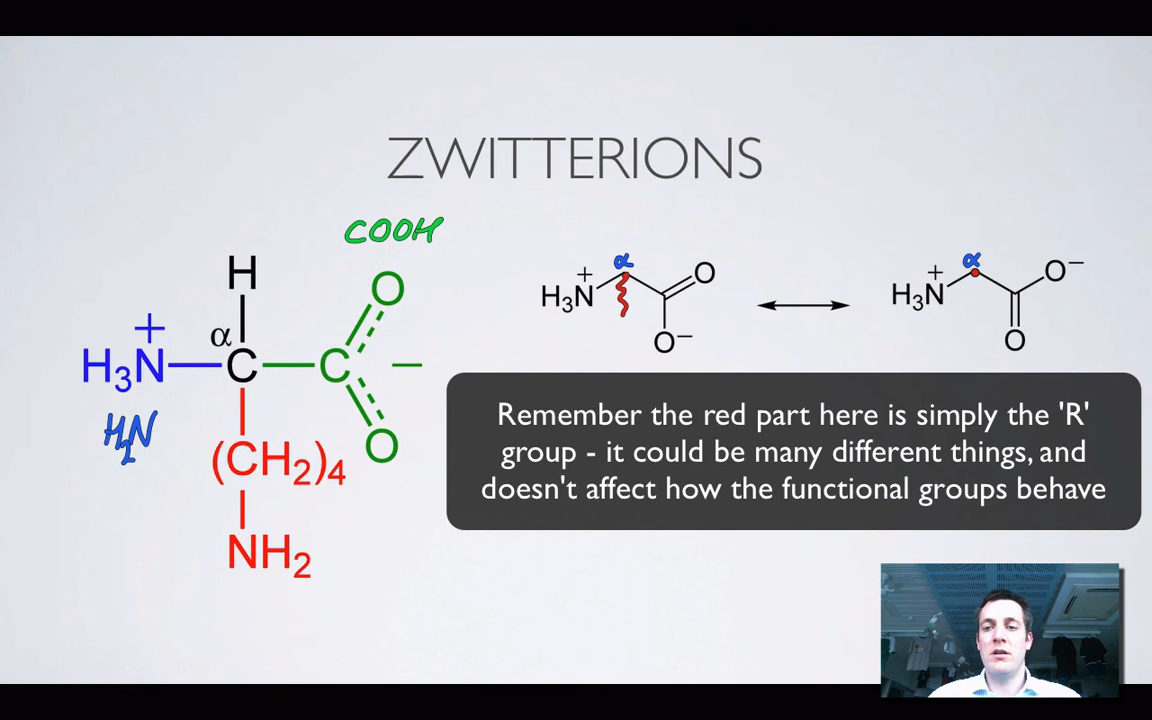 ZWITTERIONS
COOH
H
O
α
+
H₃N
C
C
−
O
H₂N
(CH₂)₄
NH₂
α
+
H₃N
O
O−
α
+
H₃N
O−
O
Remember the red part here is simply the 'R'
group - it could be many different things, and
doesn't affect how the functional groups behave